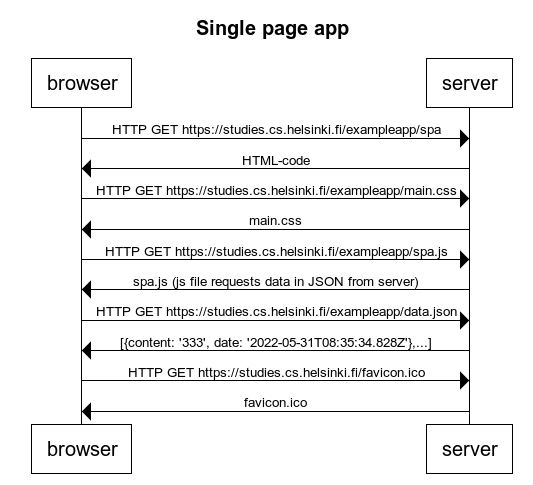 Single page app
browser server
HTTP GET https://studies.cs.helsinki.fi/exampleapp/spa
HTML-code
HTTP GET https://studies.cs.helsinki.fi/exampleapp/main.css
main.css
HTTP GET https://studies.cs.helsinki.fi/exampleapp/spa.js
spa.js (js file requests data in JSON from server)
HTTP GET https://studies.cs.helsinki.fi/exampleapp/data.json
[{content: '333', date: '2022-05-31T08:35:34.828Z'},...]
HTTP GET https://studies.cs.helsinki.fi/favicon.ico
favicon.ico
browser server